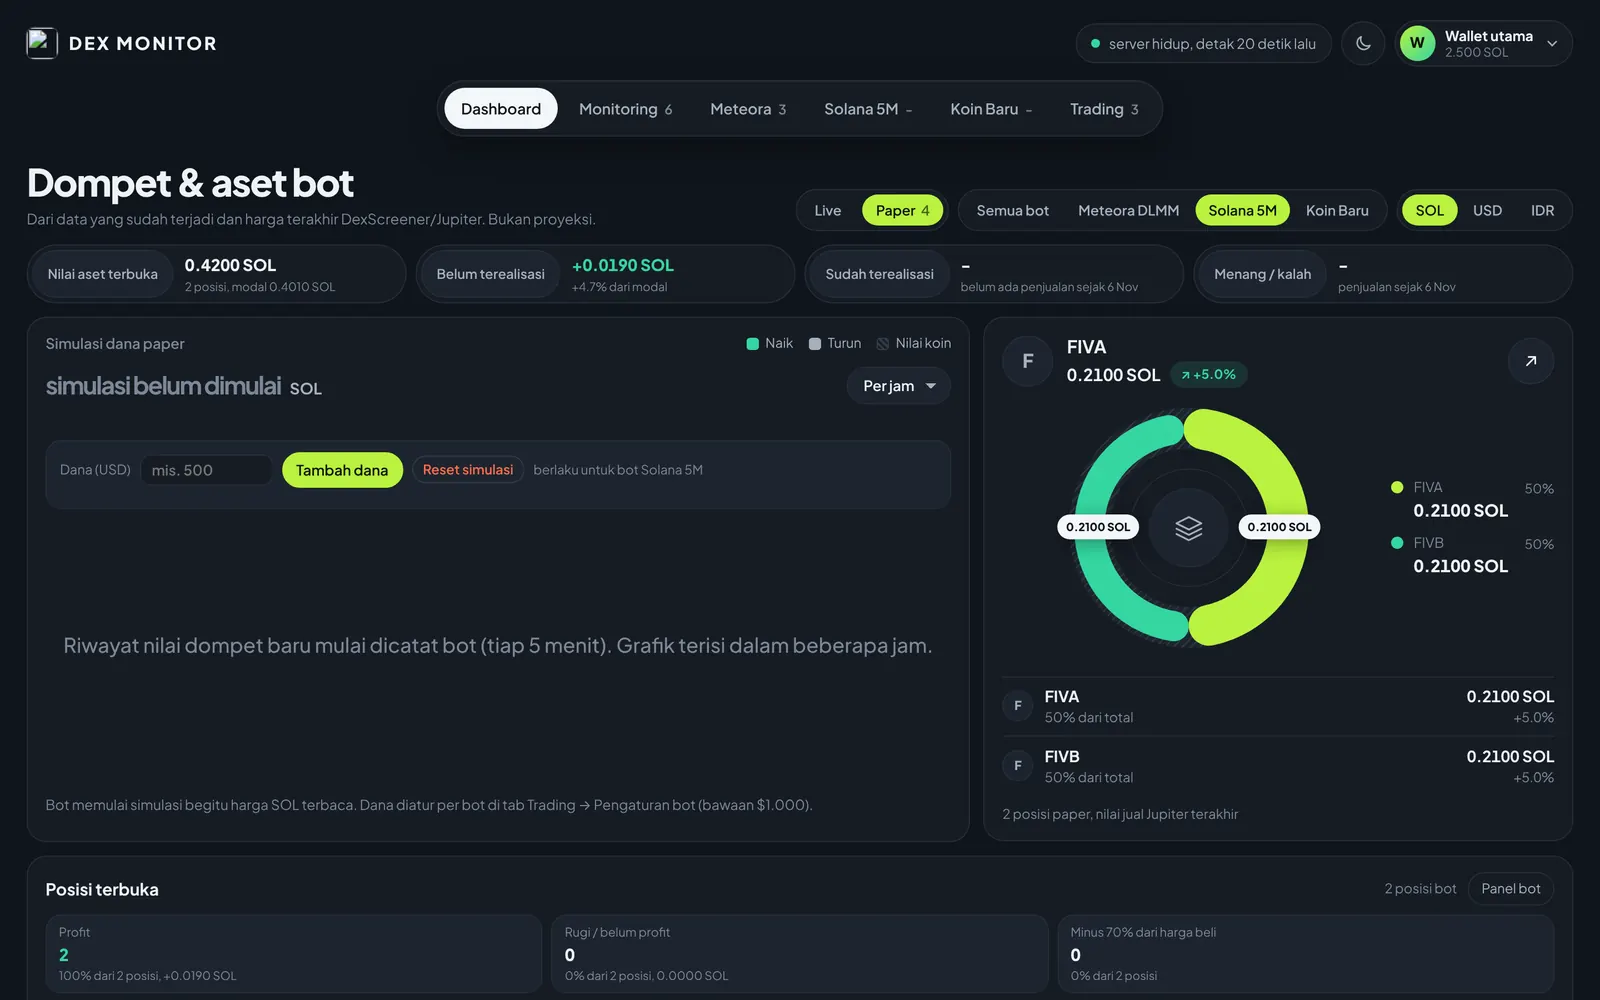 DEX MONITOR
server hidup, detak 20 detik lalu
W
Wallet utama
2.500 SOL
Dashboard
Monitoring 6
Meteora 3
Solana 5M -
Koin Baru -
Trading 3
Dompet & aset bot
Dari data yang sudah terjadi dan harga terakhir DexScreener/Jupiter. Bukan proyeksi.
Live
Paper 4
Semua bot
Meteora DLMM
Solana 5M
Koin Baru
SOL
USD
IDR
Nilai aset terbuka
0.4200 SOL
2 posisi, modal 0.4010 SOL
Belum terealisasi
+0.0190 SOL
+4.7% dari modal
Sudah terealisasi
-
belum ada penjualan sejak 6 Nov
Menang / kalah
-
penjualan sejak 6 Nov
Simulasi dana paper
Naik
Turun
Nilai koin
simulasi belum dimulai SOL
Per jam
Dana (USD)
mis. 500
Tambah dana
Reset simulasi
berlaku untuk bot Solana 5M
Riwayat nilai dompet baru mulai dicatat bot (tiap 5 menit). Grafik terisi dalam beberapa jam.
Bot memulai simulasi begitu harga SOL terbaca. Dana diatur per bot di tab Trading → Pengaturan bot (bawaan $1.000).
F
FIVA
0.2100 SOL
↗ +5.0%
0.2100 SOL
0.2100 SOL
FIVA 50%
0.2100 SOL
FIVB 50%
0.2100 SOL
F
FIVA
50% dari total
0.2100 SOL
+5.0%
F
FIVB
50% dari total
0.2100 SOL
+5.0%
2 posisi paper, nilai jual Jupiter terakhir
Posisi terbuka
2 posisi bot
Panel bot
Profit
2
100% dari 2 posisi, +0.0190 SOL
Rugi / belum profit
0
0% dari 2 posisi, 0.0000 SOL
Minus 70% dari harga beli
0
0% dari 2 posisi